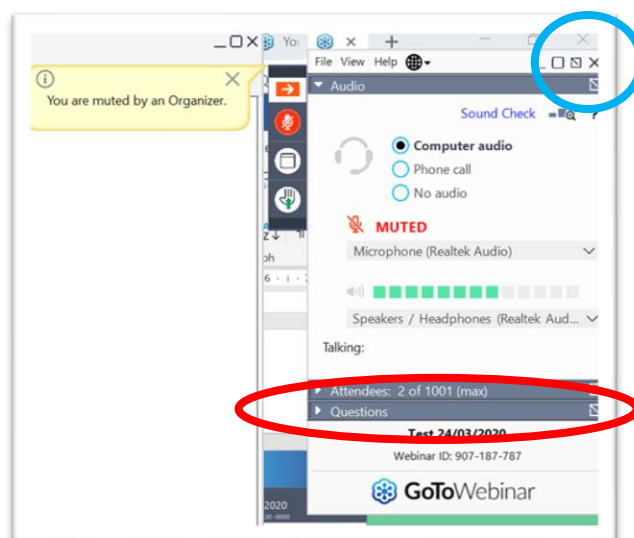 You
File View Help
You are muted by an Organizer.
Audio
Sound Check
?
Computer audio
Phone call
No audio
MUTED
Microphone (Realtek Audio)
Speakers / Headphones (Realtek Aud...
Talking:
Attendees: 2 of 1001 (max)
Questions
Test 24/03/2020
Webinar ID: 907-187-787
GoToWebinar
2020